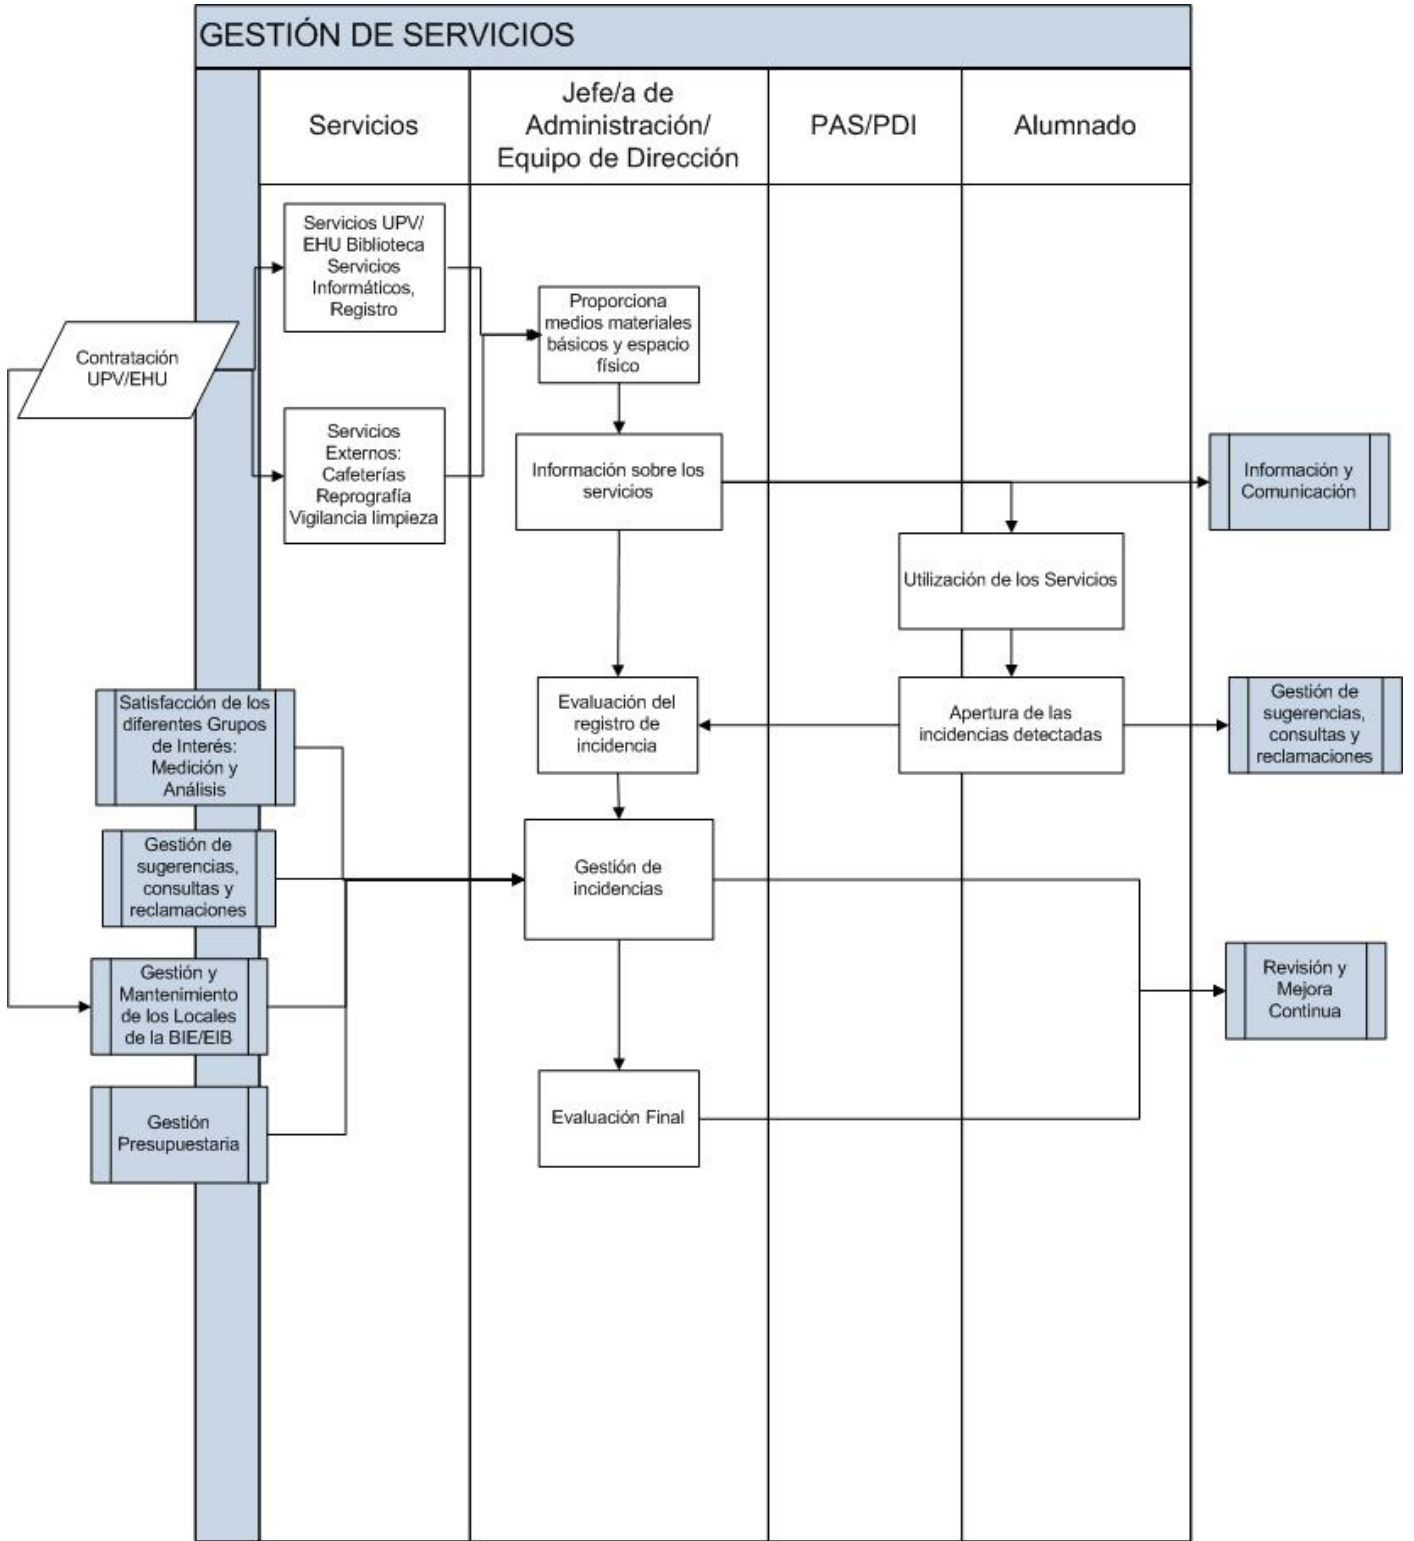 GESTIÓN DE SERVICIOS
Servicios
Jefe/a de
Administración/
Equipo de Dirección
PAS/PDI
Alumnado
Servicios UPV/
EHU Biblioteca
Servicios
Informáticos,
Registro
Proporciona
medios materiales
básicos y espacio
físico
Contratación
UPV/EHU
Servicios
Externos:
Cafeterías
Reprografía
Vigilancia limpieza
Información sobre los
servicios
Información y
Comunicación
Utilización de los Servicios
Satisfacción de los
diferentes Grupos
de Interés:
Medición y
Análisis
Evaluación del
registro de
incidencia
Apertura de las
incidencias detectadas
Gestión de
sugerencias,
consultas y
reclamaciones
Gestión de
sugerencias,
consultas y
reclamaciones
Gestión de
incidencias
Gestión y
Mantenimiento
de los Locales
de la BIE/EIB
Revisión y
Mejora
Continua
Gestión
Presupuestaria
Evaluación Final